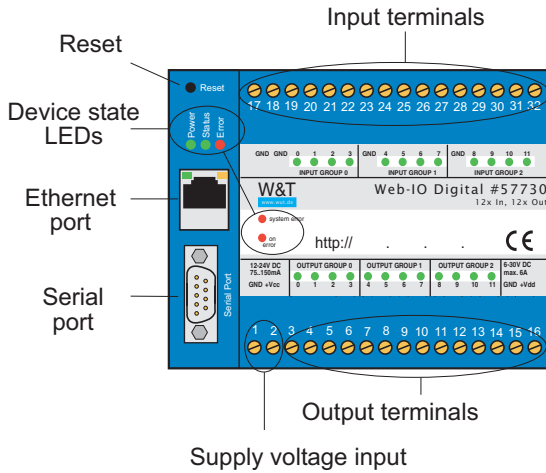 Input terminals
Reset
Reset
17 18 19 20 21 22 23 24 25 26 27 28 29 30 31 32
Device state
LEDs
Power
Status
Error
GND GND 0 1 2 3 GND 4 5 6 7 GND 8 9 10 11
INPUT GROUP 0 INPUT GROUP 1 INPUT GROUP 2
Ethernet
port
W&T
www.wut.de
Web-IO Digital #57730
12x In, 12x Out
system error
on
error
http:// . . .
CE
Serial
port
Serial Port
12-24V DC
75..150mA
GND +Vcc
OUTPUT GROUP 0 OUTPUT GROUP 1 OUTPUT GROUP 2
0 1 2 3 4 5 6 7 8 9 10 11
6-30V DC
max. 6A
GND +Vdd
1 2 3 4 5 6 7 8 9 10 11 12 13 14 15 16
Output terminals
Supply voltage input